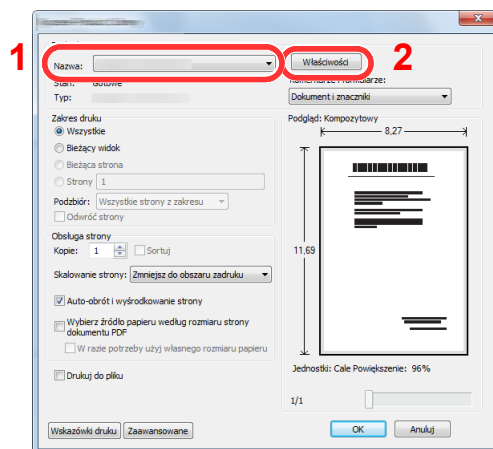 1
2
Nazwa:
Właściwości
Stan: Gotowe
Komentarze i formularze:
Typ:
Dokument i znaczniki
Zakres druku
Podgląd: Kompozytowy
Wszystkie
8,27
Bieżący widok
Bieżąca strona
Strony 1
Podzbiór: Wszystkie strony z zakresu
Odwróć strony
Obsługa strony
Kopie: 1 Sortuj
11,69
Skalowanie strony: Zmniejsz do obszaru zadruku
Auto-obrót i wyśrodkowanie strony
Wybierz źródło papieru według rozmiaru strony
dokumentu PDF
W razie potrzeby użyj własnego rozmiaru papieru
Jednostki: Cale Powiększenie: 96%
Drukuj do pliku
1/1
Wskazówki druku Zaawansowane
OK Anuluj